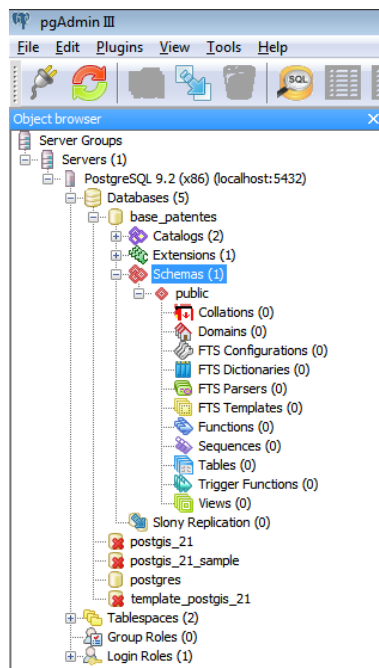 pgAdmin III
File Edit Plugins View Tools Help
SQL
Object browser
Server Groups
Servers (1)
PostgreSQL 9.2 (x86) (localhost:5432)
Databases (5)
base_patentes
Catalogs (2)
Extensions (1)
Schemas (1)
public
Collations (0)
Domains (0)
FTS Configurations (0)
FTS Dictionaries (0)
FTS Parsers (0)
FTS Templates (0)
Functions (0)
Sequences (0)
Tables (0)
Trigger Functions (0)
Views (0)
Slony Replication (0)
postgis_21
postgis_21_sample
postgres
template_postgis_21
Tablespaces (2)
Group Roles (0)
Login Roles (1)